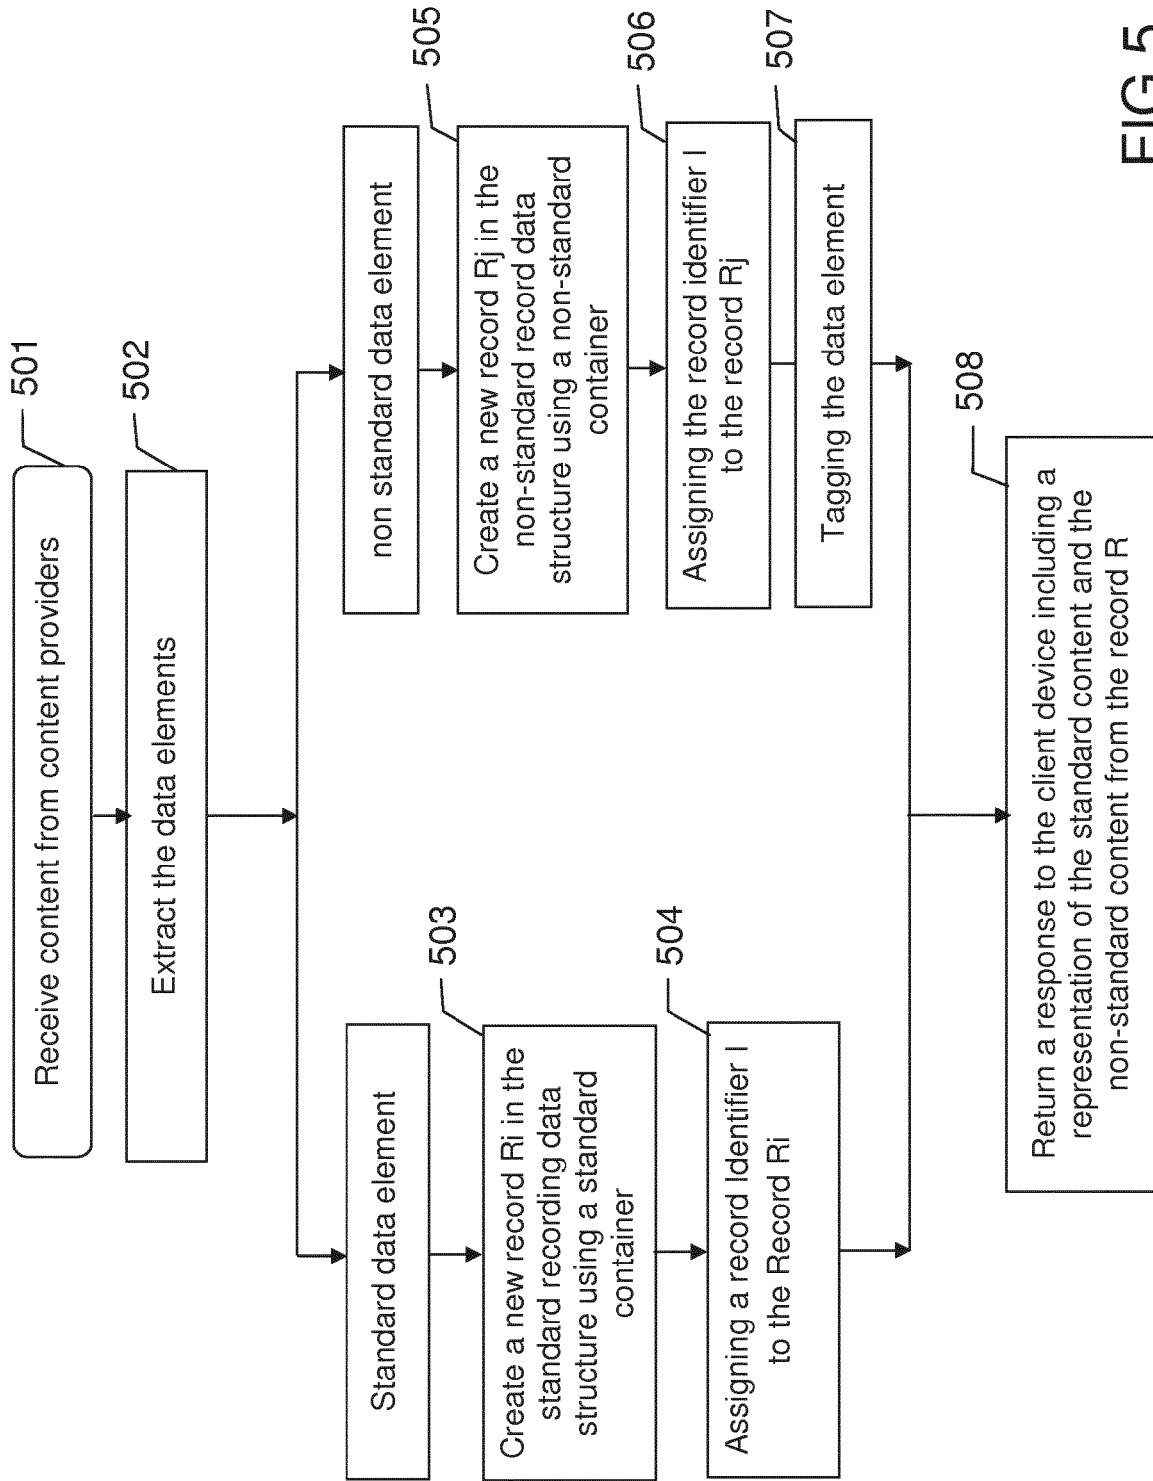 501
Receive content from content providers
502
Extract the data elements
Standard data element
503
Create a new record Ri in the
standard recording data
structure using a standard
container
504
Assigning a record Identifier I
to the Record Ri
non standard data element
505
Create a new record Rj in the
non-standard record data
structure using a non-standard
container
506
Assigning the record identifier I
to the record Rj
507
Tagging the data element
508
Return a response to the client device including a
representation of the standard content and the
non-standard content from the record R
FIG 5